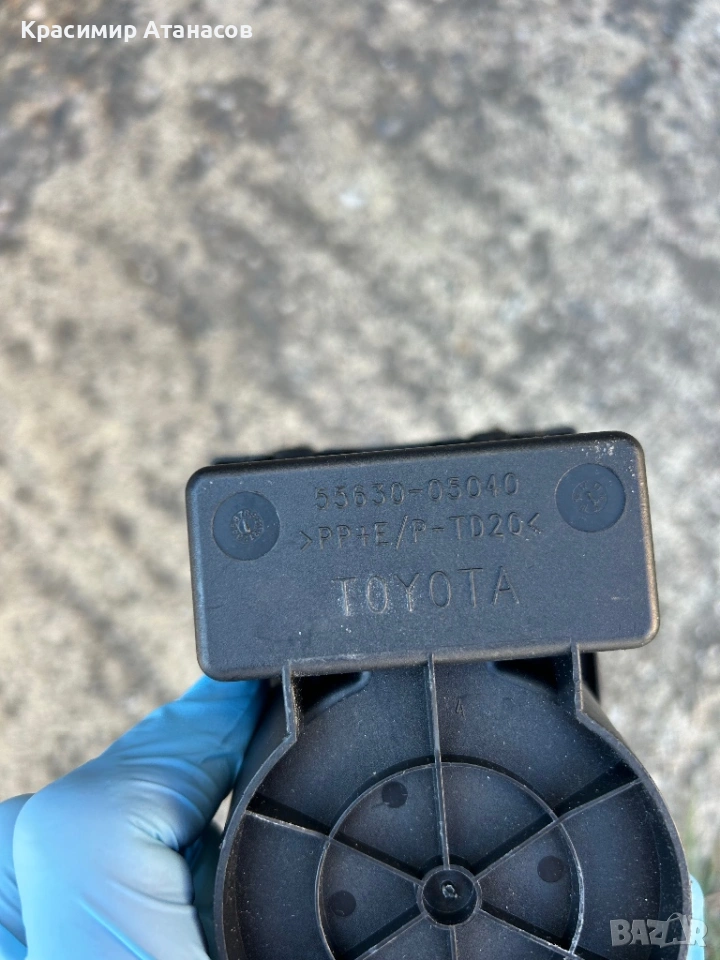 Красимир Атанасов
55630-05040
>PP+E/P-TD20<
TOYOTA
BAZAR